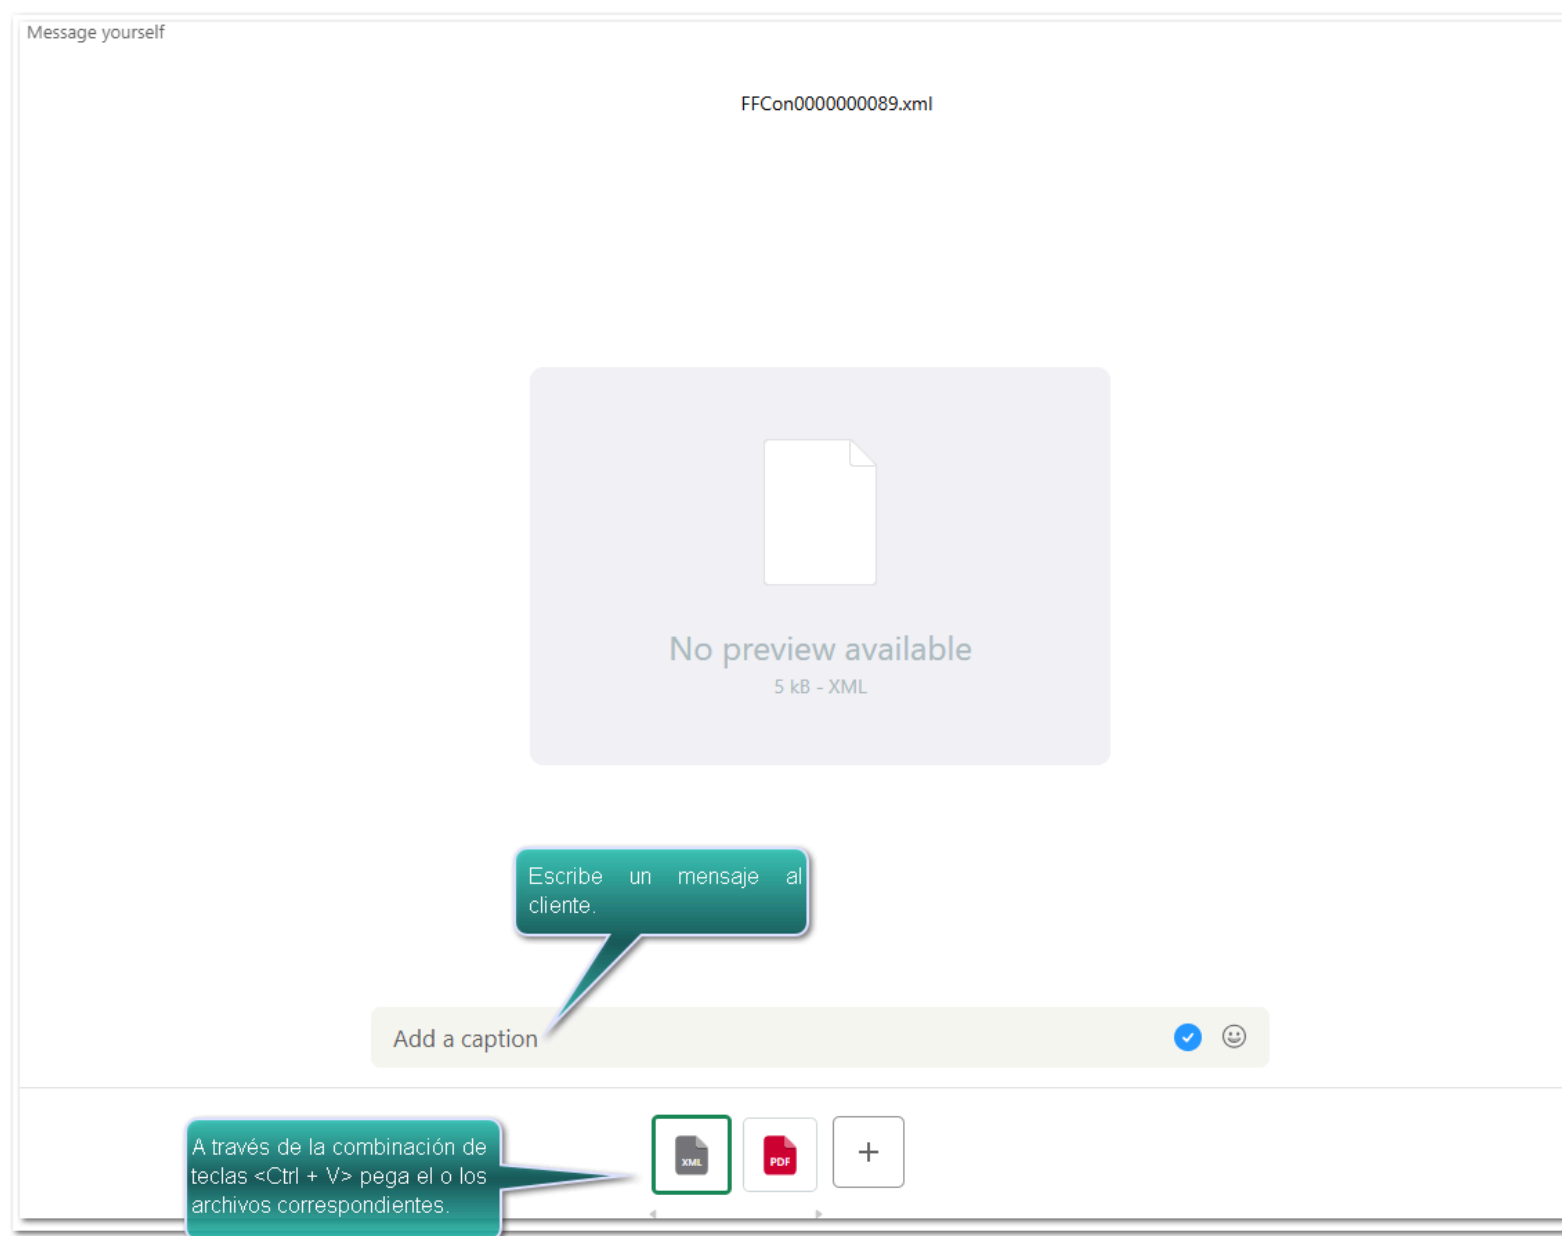 Message yourself
FFCon0000000089.xml
No preview available
5 kB - XML
Escribe un mensaje al
cliente.
Add a caption
A través de la combinación de
teclas <Ctrl + V> pega el o los
archivos correspondientes.
XML
PDF